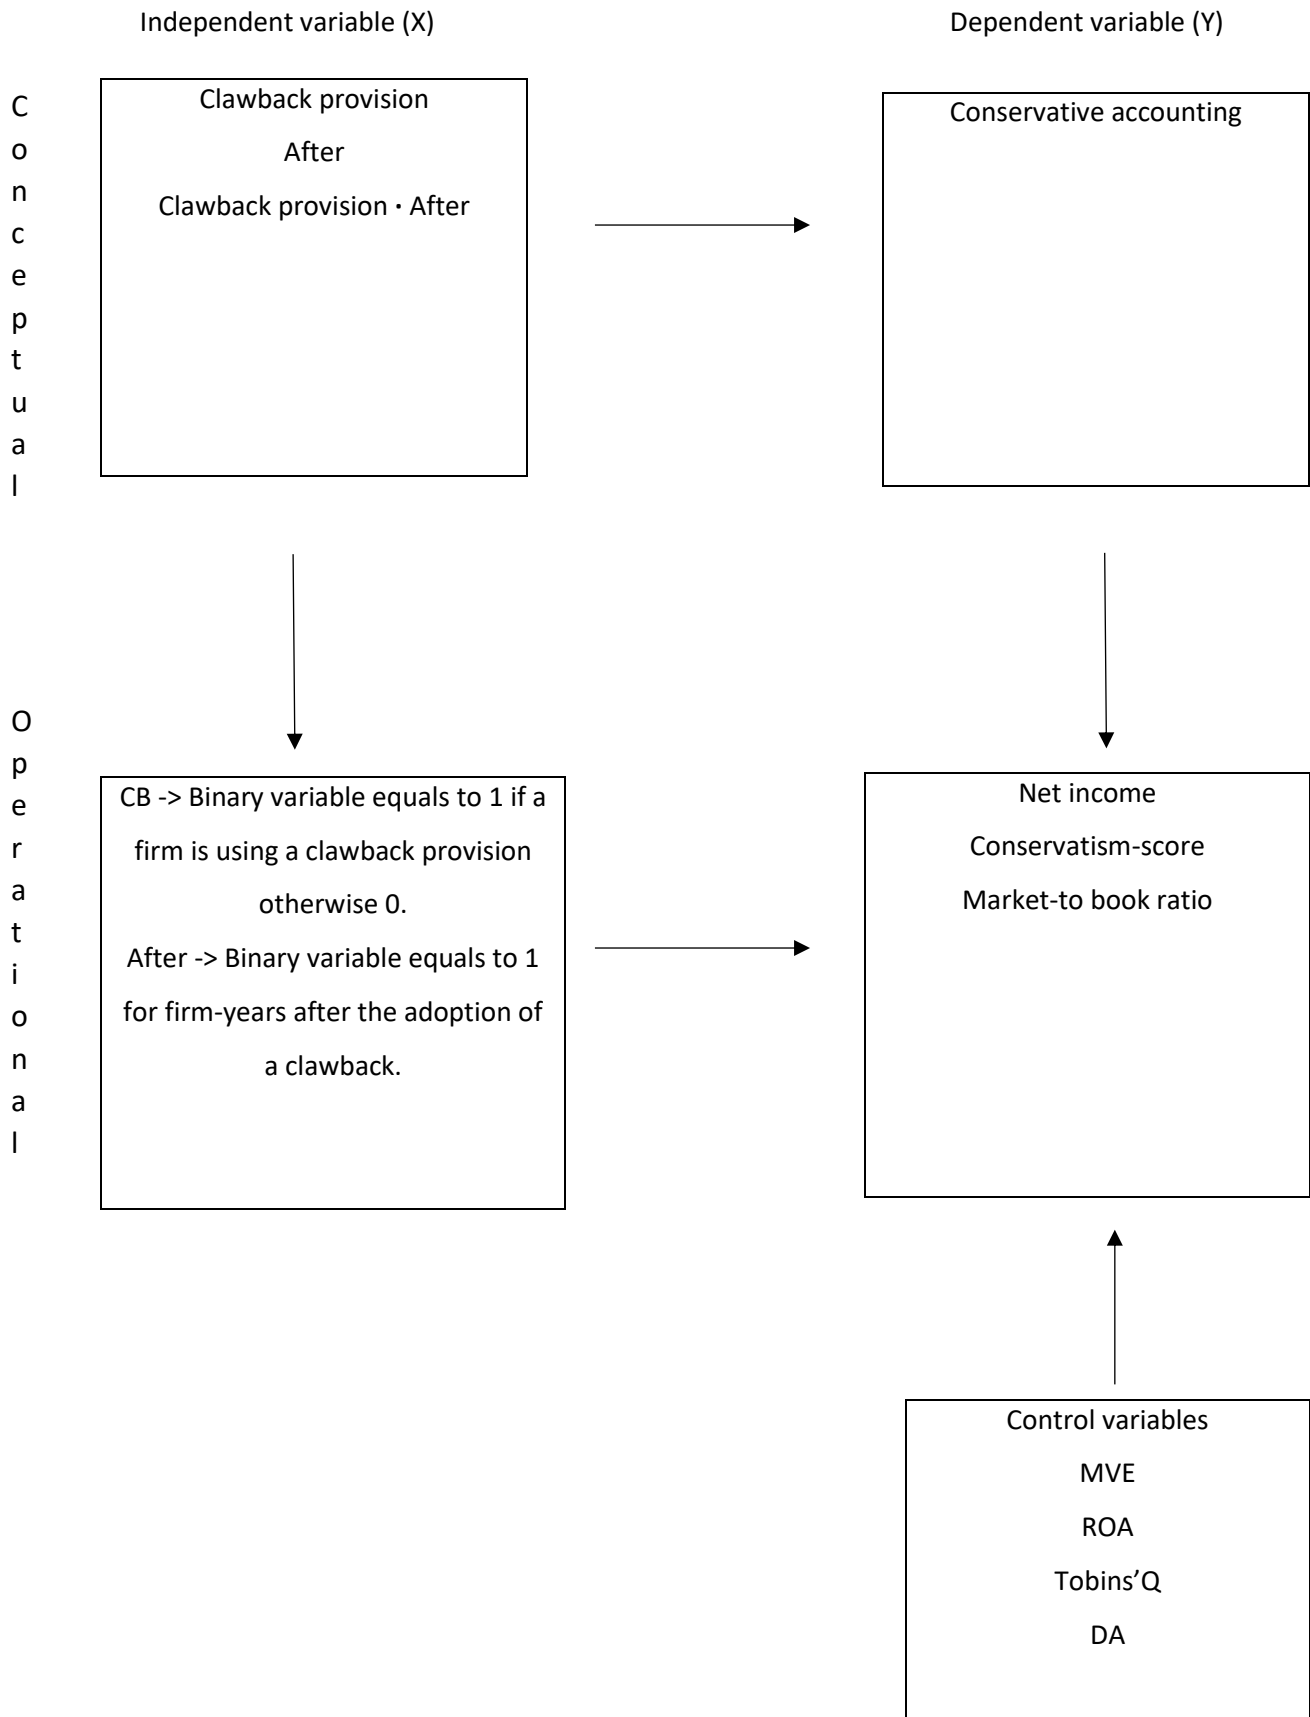 Independent variable (X)
Dependent variable (Y)
Conceptual
Clawback provision
After
Clawback provision · After
Conservative accounting
Operational
CB -> Binary variable equals to 1 if a
firm is using a clawback provision
otherwise 0.
After -> Binary variable equals to 1
for firm-years after the adoption of
a clawback.
Net income
Conservatism-score
Market-to book ratio
Control variables
MVE
ROA
Tobins’Q
DA